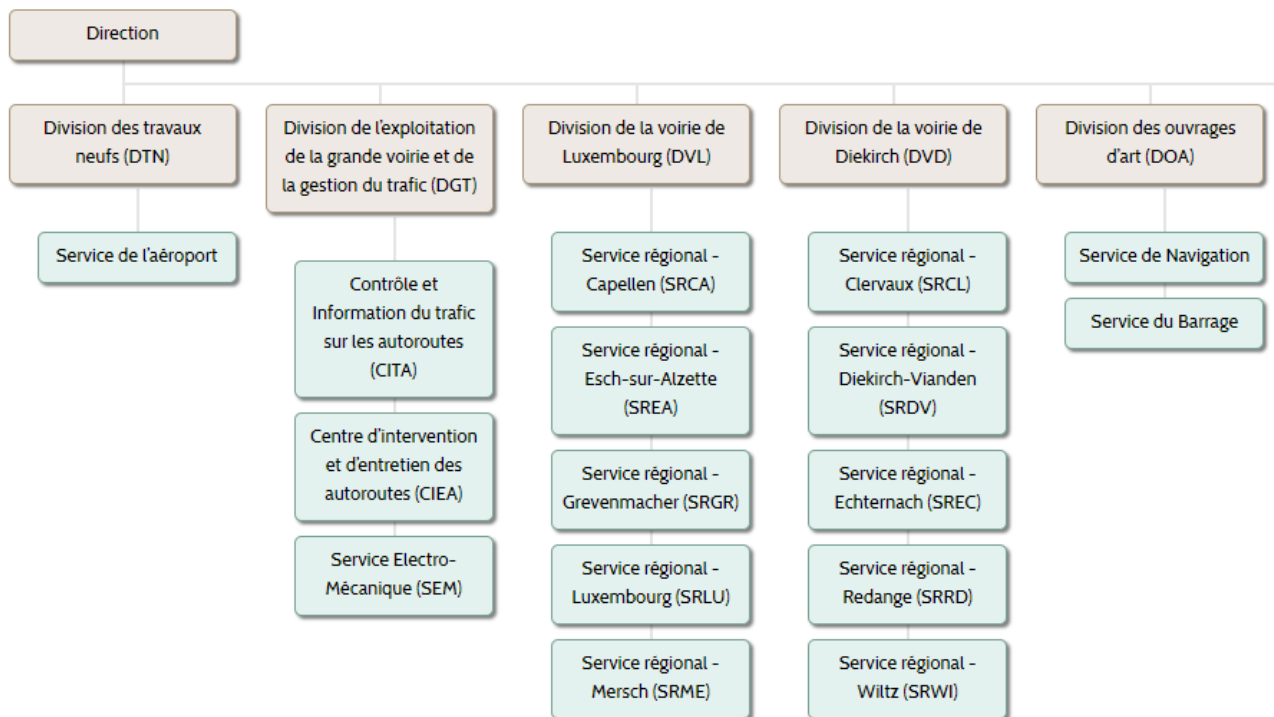 Direction
Division des travaux
neufs (DTN)
Service de l'aéroport
Division de l'exploitation
de la grande voirie et de
la gestion du trafic (DGT)
Contrôle et
Information du trafic
sur les autoroutes
(CITA)
Centre d'intervention
et d'entretien des
autoroutes (CIEA)
Service Electro-
Mécanique (SEM)
Division de la voirie de
Luxembourg (DVL)
Service régional -
Capellen (SRCA)
Service régional -
Esch-sur-Alzette
(SREA)
Service régional -
Grevenmacher (SRGR)
Service régional -
Luxembourg (SRLU)
Service régional -
Mersch (SRME)
Division de la voirie de
Diekirch (DVD)
Service régional -
Clervaux (SRCL)
Service régional -
Diekirch-Vianden
(SRDV)
Service régional -
Echternach (SREC)
Service régional -
Redange (SRRD)
Service régional -
Wiltz (SRWI)
Division des ouvrages
d'art (DOA)
Service de Navigation
Service du Barrage